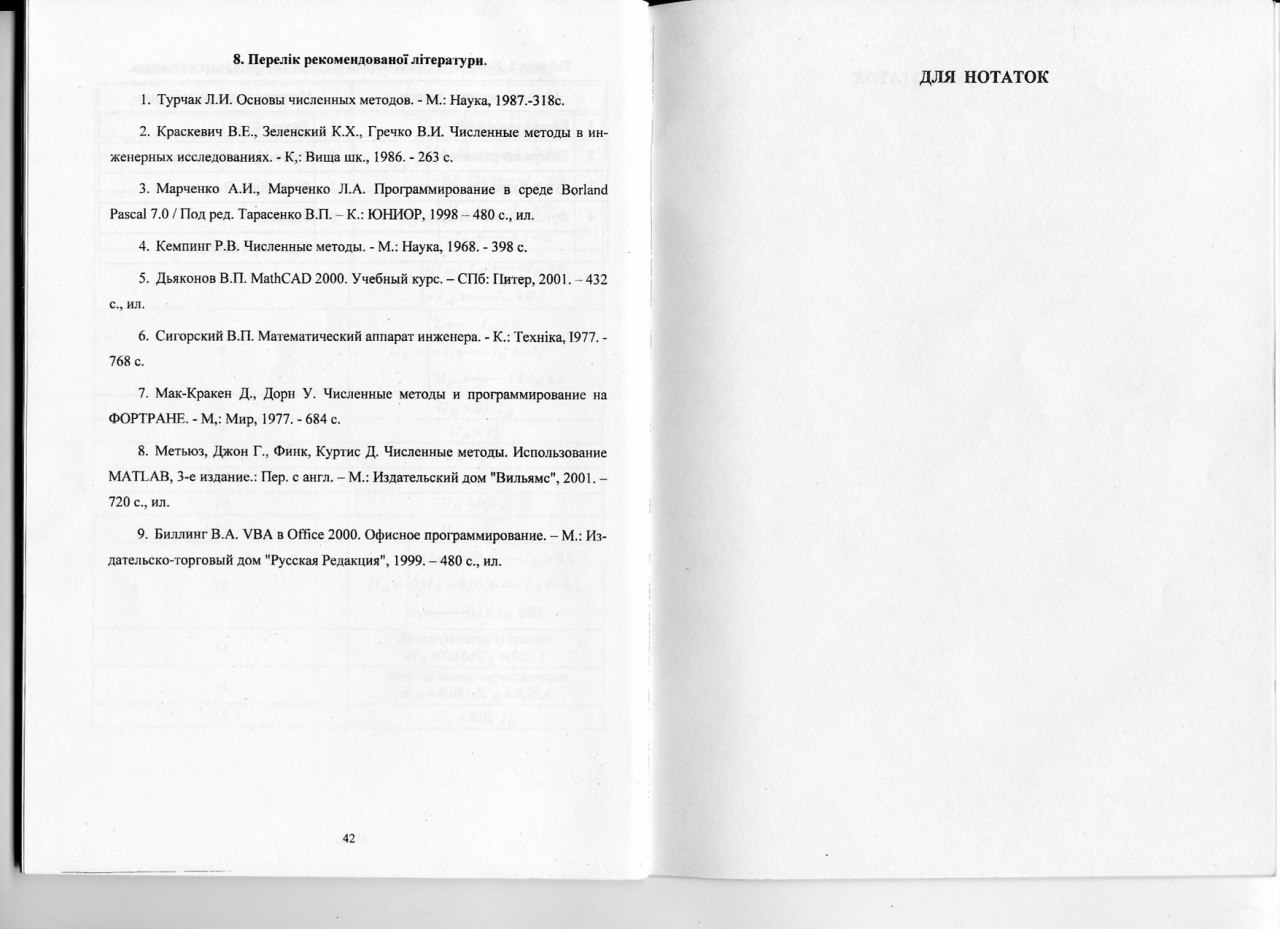 8. Перелік рекомендованої літератури.
1. Турчак Л.И. Основы численных методов. - М.: Наука, 1987.-318с.
2. Краскевич В.Е., Зеленский К.Х., Гречко В.И. Численные методы в ин-
женерных исследованиях. - К,: Вища шк., 1986. - 263 с.
3. Марченко А.И., Марченко Л.А. Программирование в среде Borland
Pascal 7.0 / Под ред. Тарасенко В.П. – К.: ЮНИОР, 1998 – 480 с., ил.
4. Кемпинг Р.В. Численные методы. - М.: Наука, 1968. - 398 с.
5. Дьяконов В.П. MathCAD 2000. Учебный курс. – СПб: Питер, 2001. – 432
с., ил.
6. Сигорский В.П. Математический аппарат инженера. - К.: Техніка, I977. -
768 с.
7. Мак-Кракен Д., Дорн У. Численные методы и программирование на
ФОРТРАНЕ. - М,: Мир, 1977. - 684 с.
8. Метьюз, Джон Г., Финк, Куртис Д. Численные методы. Использование
MATLAB, 3-е издание.: Пер. с англ. – М.: Издательский дом "Вильямс", 2001. –
720 с., ил.
9. Биллинг В.А. VBA в Office 2000. Офисное программирование. – М.: Из-
дательско-торговый дом "Русская Редакция", 1999. – 480 с., ил.
42
ДЛЯ НОТАТОК